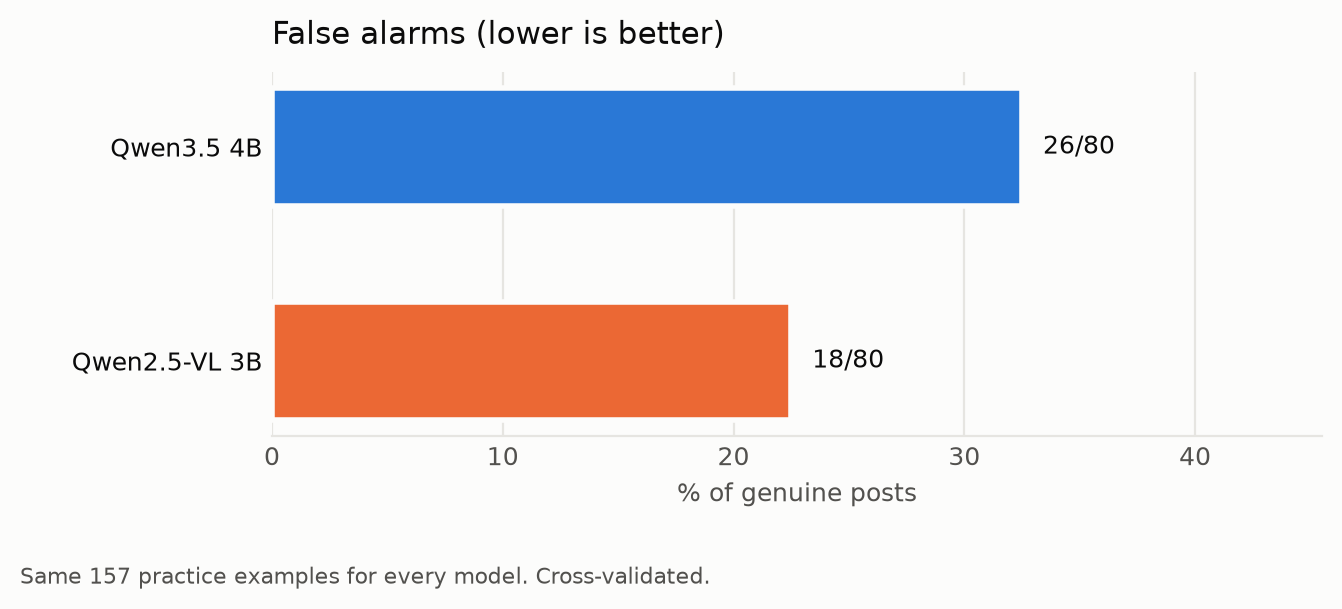 False alarms (lower is better)
Qwen3.5 4B
26/80
Qwen2.5-VL 3B
18/80
0 10 20 30 40
% of genuine posts
Same 157 practice examples for every model. Cross-validated.